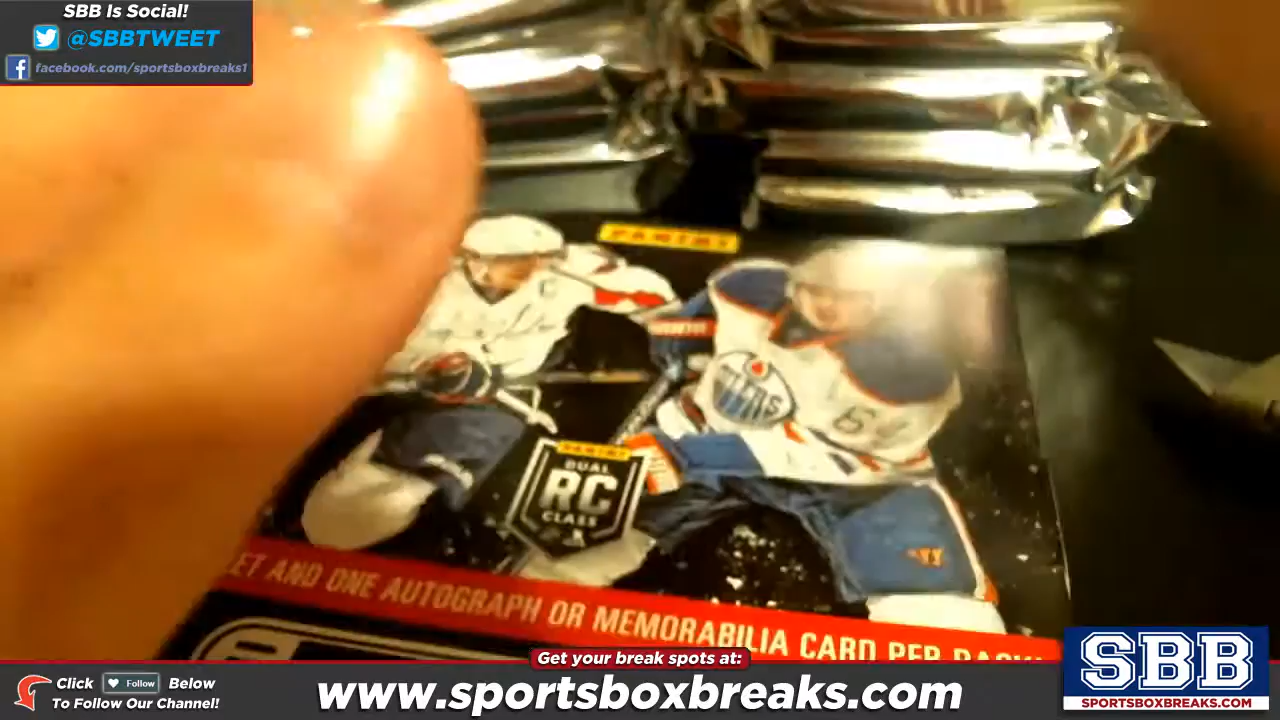 SBB Is Social!
@SBBTWEET
facebook.com/sportsboxbreaks1
PANINI
C
OILERS
6
PANINI
DUAL
RC
CLASS
ET AND ONE AUTOGRAPH OR MEMORABILIA CARD PER PACK!
Get your break spots at:
Click Follow Below
To Follow Our Channel!
www.sportsboxbreaks.com
SBB
SPORTSBOXBREAKS.COM